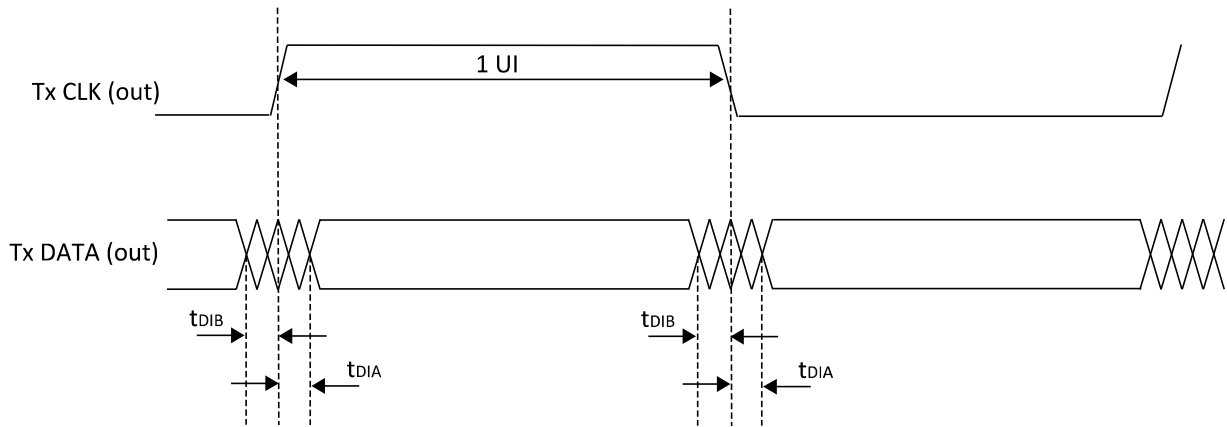 1 UI
Tx CLK (out)
Tx DATA (out)
tDIB
tDIB
tDIA
tDIA